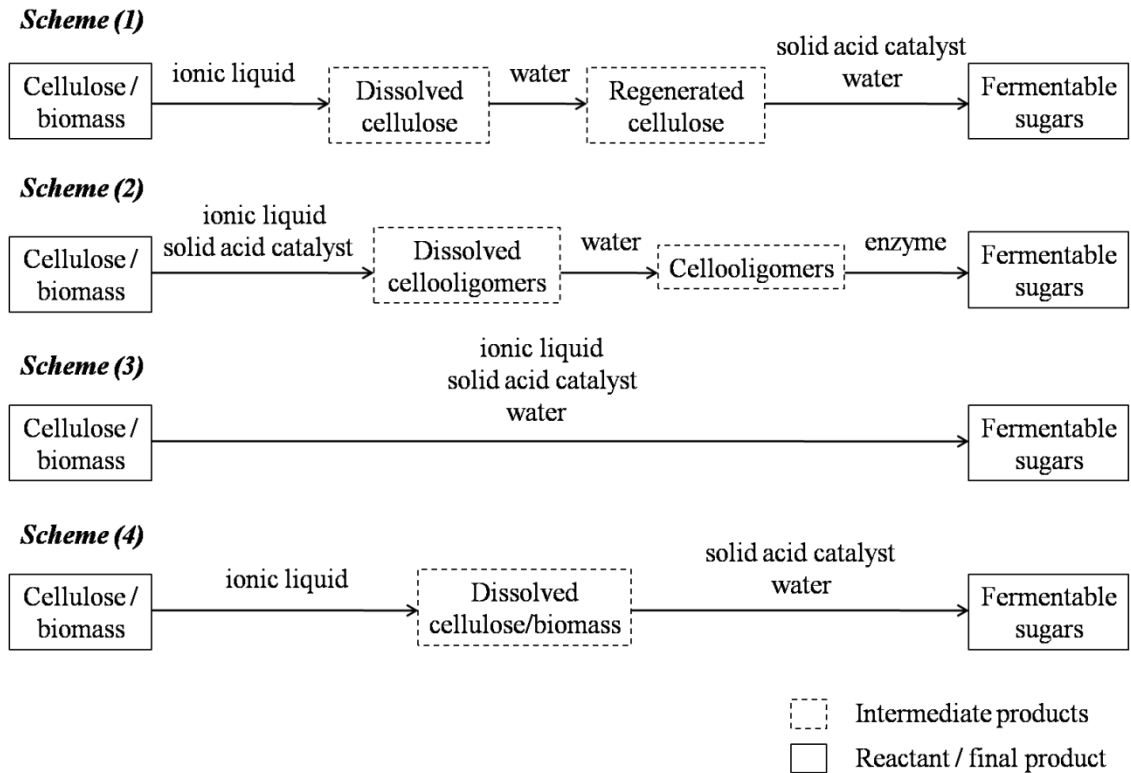 Scheme (1)
Cellulose /
biomass
ionic liquid
Dissolved
cellulose
water
Regenerated
cellulose
solid acid catalyst
water
Fermentable
sugars
Scheme (2)
Cellulose /
biomass
ionic liquid
solid acid catalyst
Dissolved
cellooligomers
water
Cellooligomers
enzyme
Fermentable
sugars
Scheme (3)
Cellulose /
biomass
ionic liquid
solid acid catalyst
water
Fermentable
sugars
Scheme (4)
Cellulose /
biomass
ionic liquid
Dissolved
cellulose/biomass
solid acid catalyst
water
Fermentable
sugars
Intermediate products
Reactant / final product